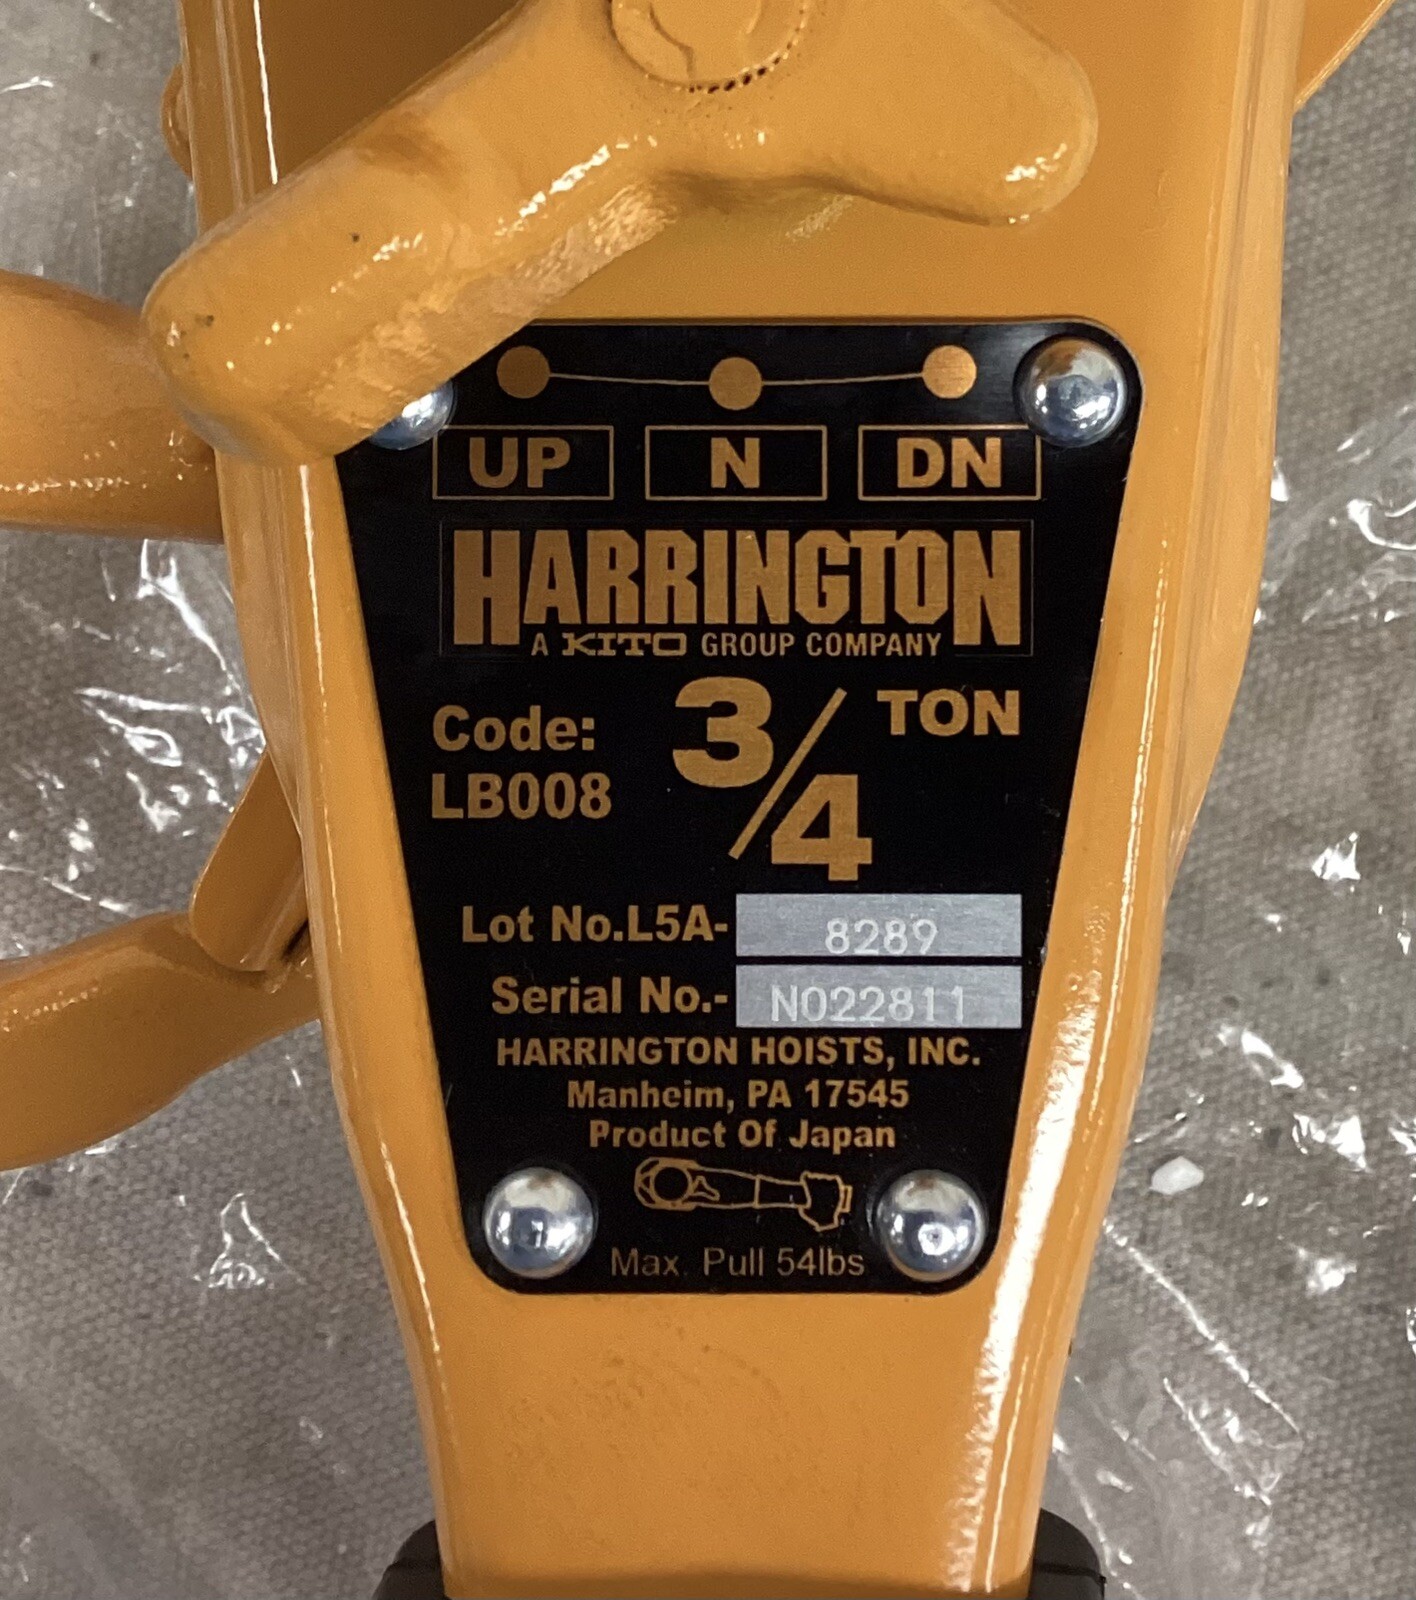 UP N DN
HARRINGTON
A KITO GROUP COMPANY
Code: 3/4 TON
LB008
Lot No.L5A- 8289
Serial No.- N022811
HARRINGTON HOISTS, INC.
Manheim, PA 17545
Product Of Japan
Max. Pull 54lbs